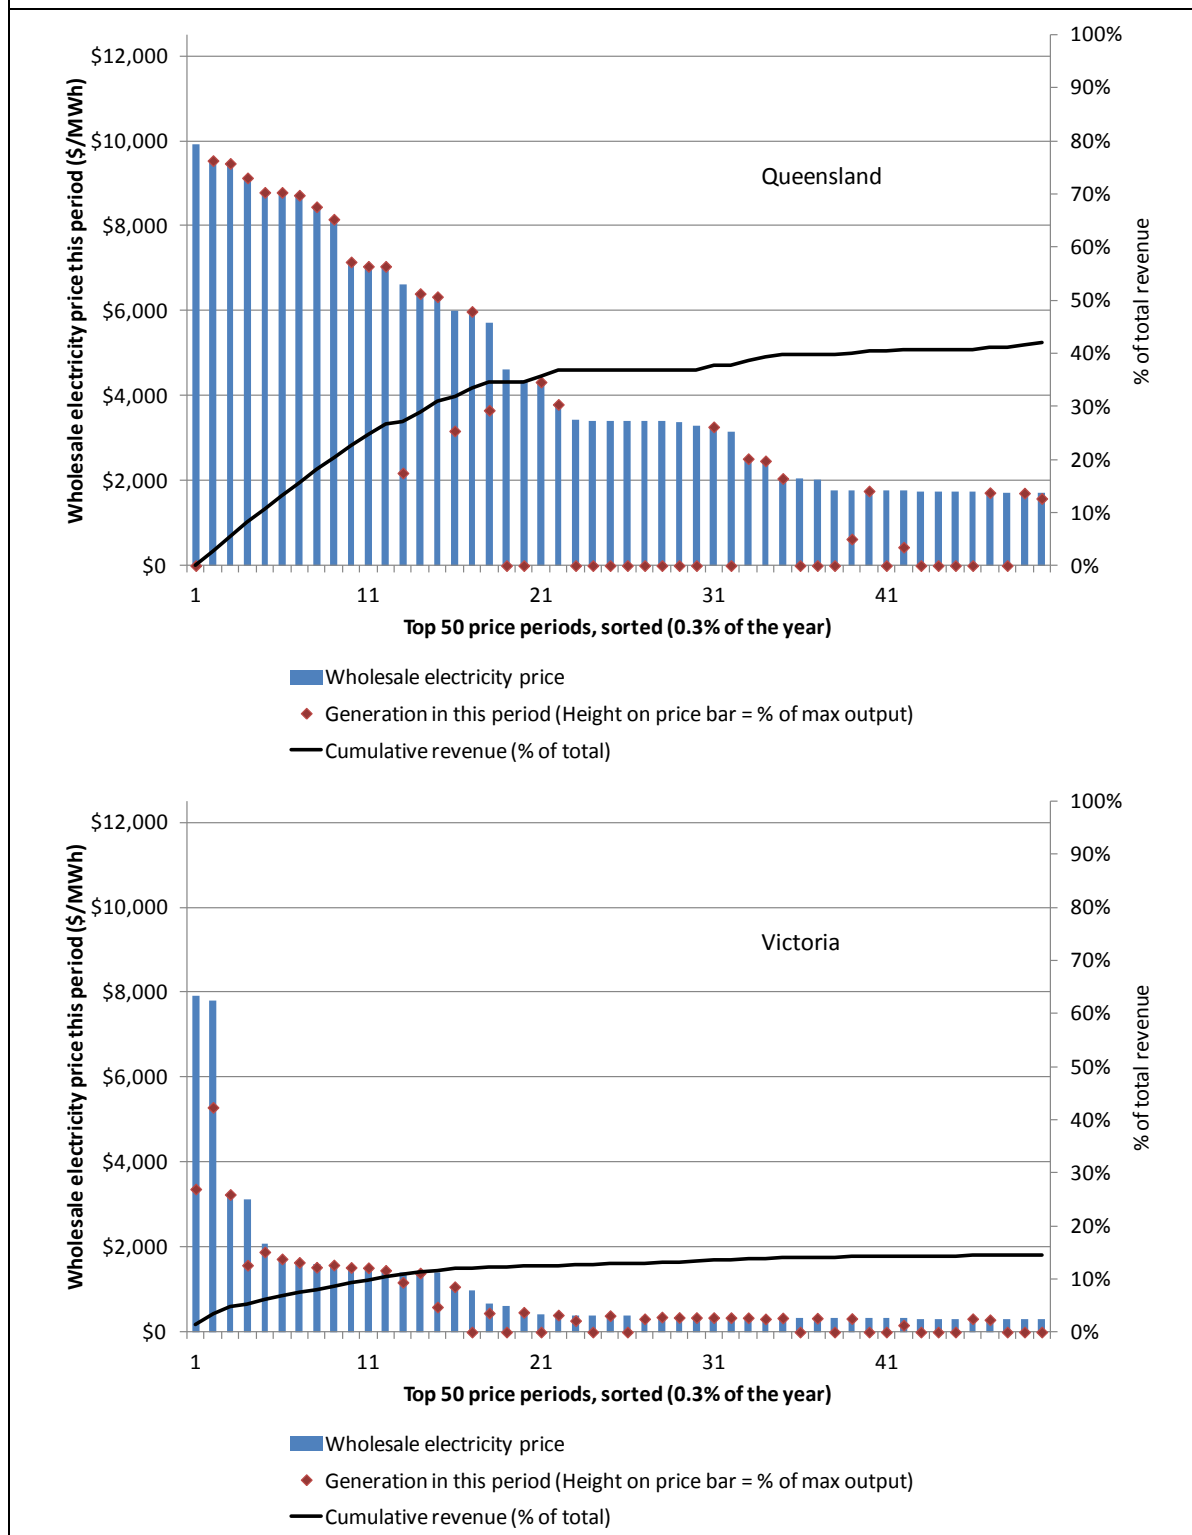 $12,000
$10,000
$8,000
$6,000
$4,000
$2,000
$0
Wholesale electricity price this period ($/MWh)
Queensland
100%
90%
80%
70%
60%
50%
40%
30%
20%
10%
0%
% of total revenue
1 11 21 31 41
Top 50 price periods, sorted (0.3% of the year)
Wholesale electricity price
Generation in this period (Height on price bar = % of max output)
Cumulative revenue (% of total)
$12,000
$10,000
$8,000
$6,000
$4,000
$2,000
$0
Wholesale electricity price this period ($/MWh)
Victoria
100%
90%
80%
70%
60%
50%
40%
30%
20%
10%
0%
% of total revenue
1 11 21 31 41
Top 50 price periods, sorted (0.3% of the year)
Wholesale electricity price
Generation in this period (Height on price bar = % of max output)
Cumulative revenue (% of total)